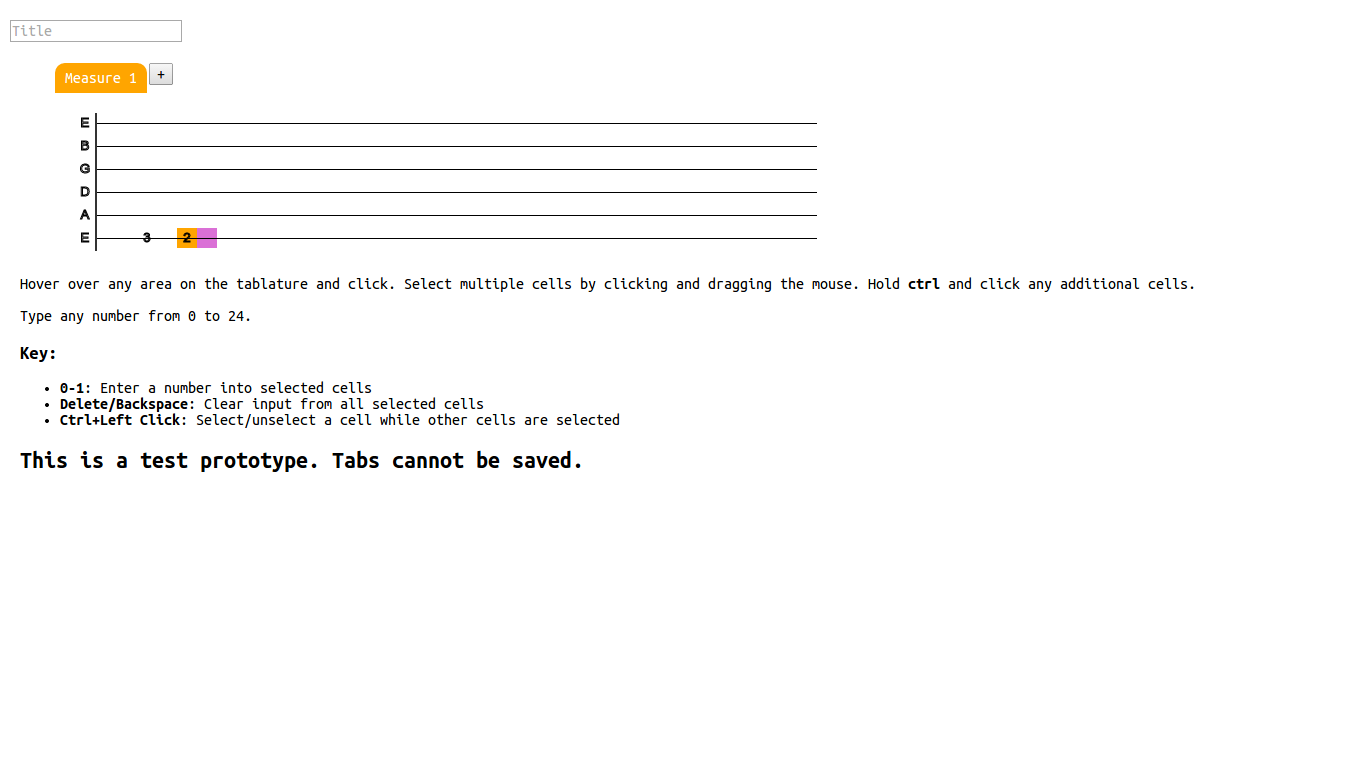 Title
Measure 1 +
E
B
G
D
A
E 3 2
Hover over any area on the tablature and click. Select multiple cells by clicking and dragging the mouse. Hold ctrl and click any additional cells.
Type any number from 0 to 24.
Key:
• 0-1: Enter a number into selected cells
• Delete/Backspace: Clear input from all selected cells
• Ctrl+Left Click: Select/unselect a cell while other cells are selected
This is a test prototype. Tabs cannot be saved.